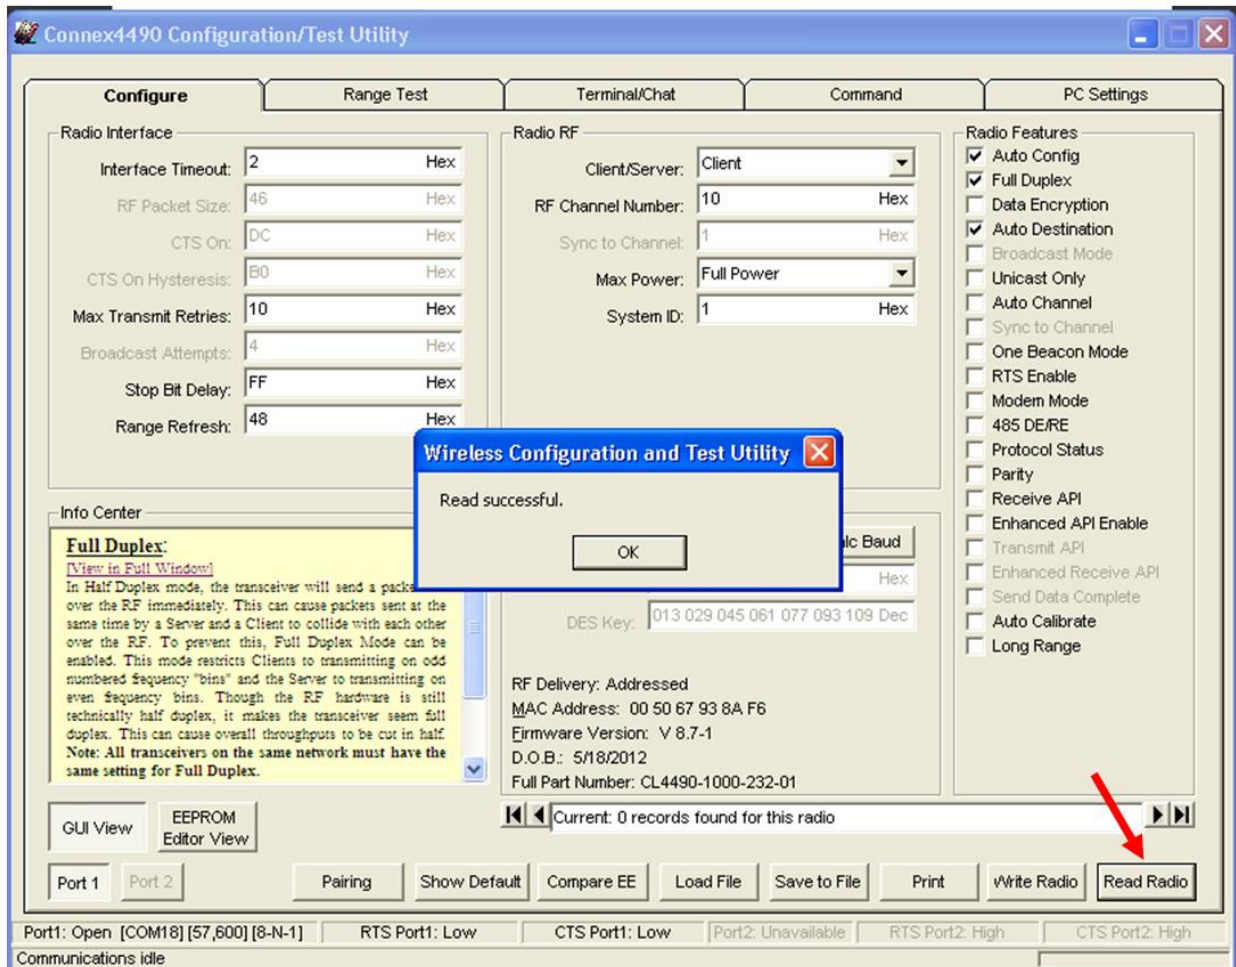 Connex4490 Configuration/Test Utility
Configure
Range Test
Terminal/Chat
Command
PC Settings
Radio Interface
Interface Timeout: 2 Hex
RF Packet Size: 46 Hex
CTS On: DC Hex
CTS On Hysteresis: B0 Hex
Max Transmit Retries: 10 Hex
Broadcast Attempts: 4 Hex
Stop Bit Delay: FF Hex
Range Refresh: 48 Hex
Radio RF
Client/Server: Client
RF Channel Number: 10 Hex
Sync to Channel: 1 Hex
Max Power: Full Power
System ID: 1 Hex
Radio Features
Auto Config
Full Duplex
Data Encryption
Auto Destination
Broadcast Mode
Unicast Only
Auto Channel
Sync to Channel
One Beacon Mode
RTS Enable
Modem Mode
485 DE/RE
Protocol Status
Parity
Receive API
Enhanced API Enable
Transmit API
Enhanced Receive API
Send Data Complete
Auto Calibrate
Long Range
Wireless Configuration and Test Utility
Read successful.
OK
Info Center
Full Duplex:
[View in Full Window]
In Half Duplex mode, the transceiver will send a packet
over the RF immediately. This can cause packets sent at the
same time by a Server and a Client to collide with each other
over the RF. To prevent this, Full Duplex Mode can be
enabled. This mode restricts Clients to transmitting on odd
numbered frequency "bins" and the Server to transmitting on
even frequency bins. Though the RF hardware is still
technically half duplex, it makes the transceiver seem full
duplex. This can cause overall throughputs to be cut in half.
Note: All transceivers on the same network must have the
same setting for Full Duplex.
Baud
Hex
DES Key: 013 029 045 061 077 093 109 Dec
RF Delivery: Addressed
MAC Address: 00 50 67 93 8A F6
Firmware Version: V 8.7-1
D.O.B.: 5/18/2012
Full Part Number: CL4490-1000-232-01
Current: 0 records found for this radio
GUI View
EEPROM
Editor View
Port 1
Port 2
Pairing
Show Default
Compare EE
Load File
Save to File
Print
Write Radio
Read Radio
Port1: Open [COM18] [57,600] [8-N-1]
RTS Port1: Low
CTS Port1: Low
Port2: Unavailable
RTS Port2: High
CTS Port2: High
Communications idle